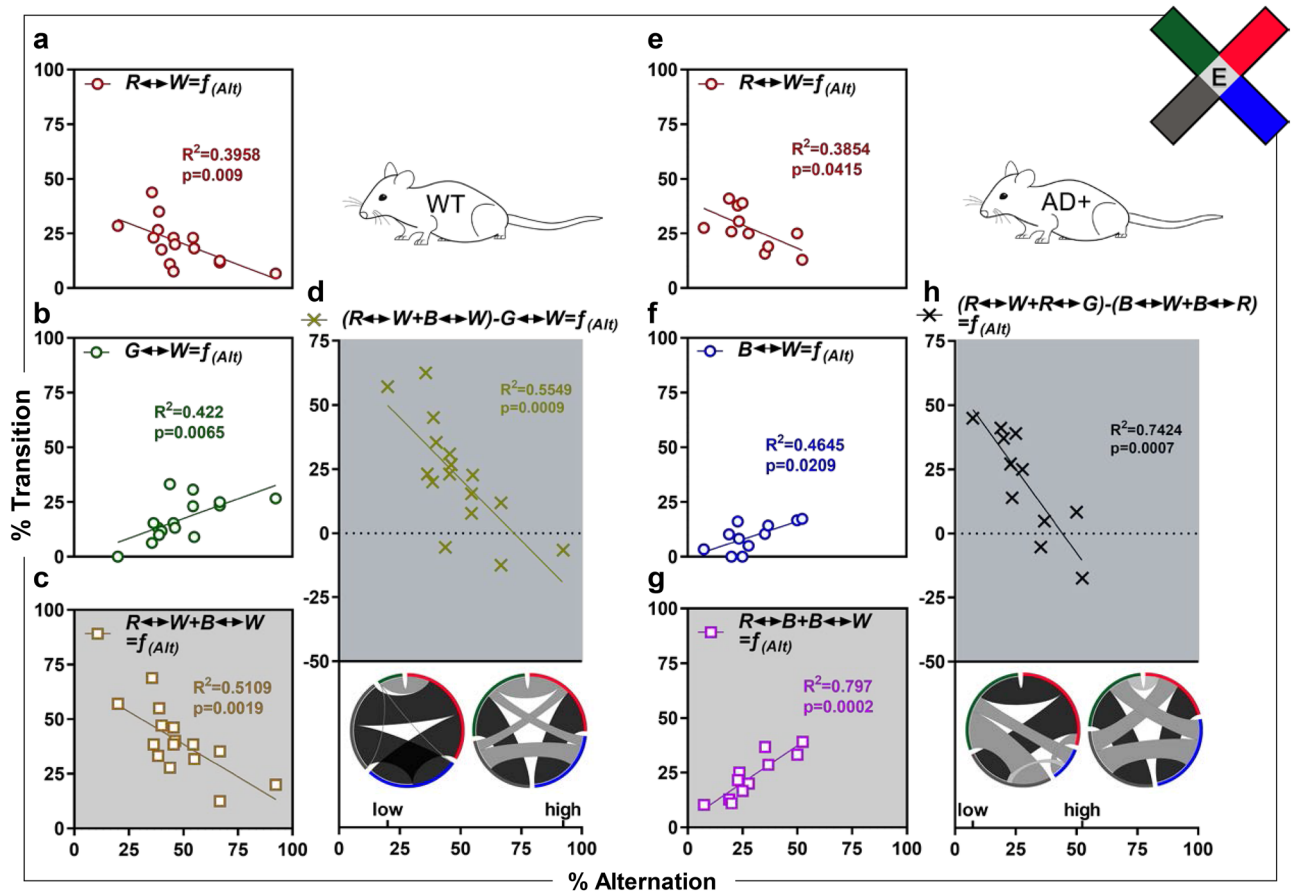 a
100
75
50
25
0
R↔W=f(Alt)
R²=0.3958
p=0.009
WT
e
100
75
50
25
0
R↔W=f(Alt)
R²=0.3854
p=0.0415
AD+
E
b
100
75
50
25
0
G↔W=f(Alt)
R²=0.422
p=0.0065
c
100
75
50
25
0
R↔W+B↔W
=f(Alt)
R²=0.5109
p=0.0019
0 25 50 75 100
d
(R↔W+B↔W)-G↔W=f(Alt)
75
50
25
0
-25
-50
R²=0.5549
p=0.0009
low high
0 25 50 75 100
f
100
75
50
25
0
B↔W=f(Alt)
R²=0.4645
p=0.0209
g
100
75
50
25
0
R↔B+B↔W
=f(Alt)
R²=0.797
p=0.0002
0 25 50 75 100
h
(R↔W+R↔G)-(B↔W+B↔R)
=f(Alt)
75
50
25
0
-25
-50
R²=0.7424
p=0.0007
low high
0 25 50 75 100
% Transition
% Alternation